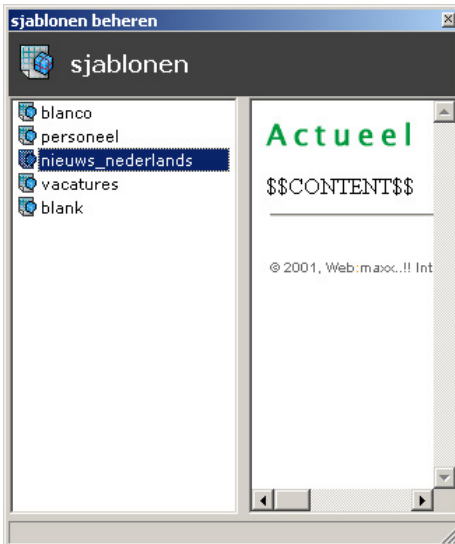 sjablonen beheren
sjablonen
blanco
personeel
nieuws_nederlands
vacatures
blank
Actueel
$$CONTENT$$
© 2001, Web:maxx..!! Int